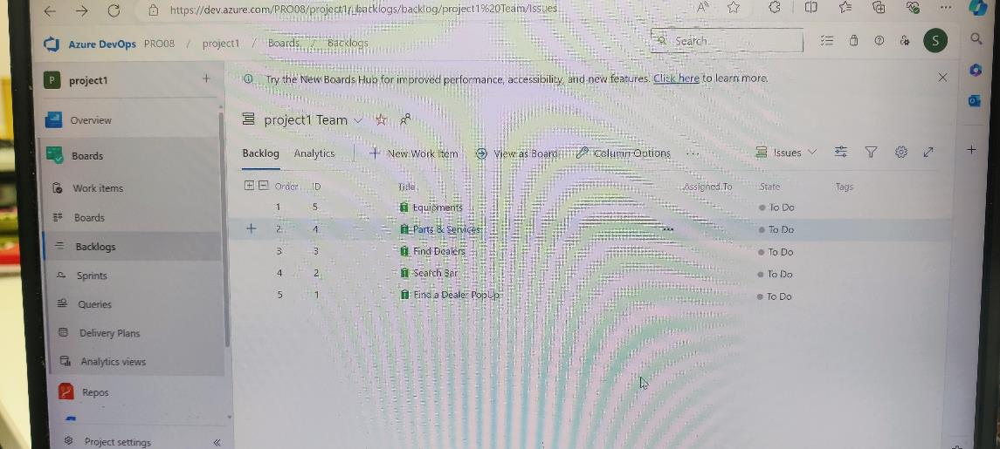 https://dev.azure.com/PRO08/project1/_backlogs/backlog/project1%20Team/Issues
Azure DevOps PRO08 / project1 / Boards / Backlogs
Search
S
P project1
Try the New Boards Hub for improved performance, accessibility, and new features. Click here to learn more.
Overview
project1 Team
Boards
Backlog Analytics New Work Item View as Board Column Options Issues
Work items
Order ID Title Assigned To State Tags
Boards
1 5 Equipments To Do
2 4 Parts & Services To Do
Backlogs
3 3 Find Dealers To Do
Sprints
4 2 Search Bar To Do
Queries
5 1 Find a Dealer PopUp To Do
Delivery Plans
Analytics views
Repos
Project settings